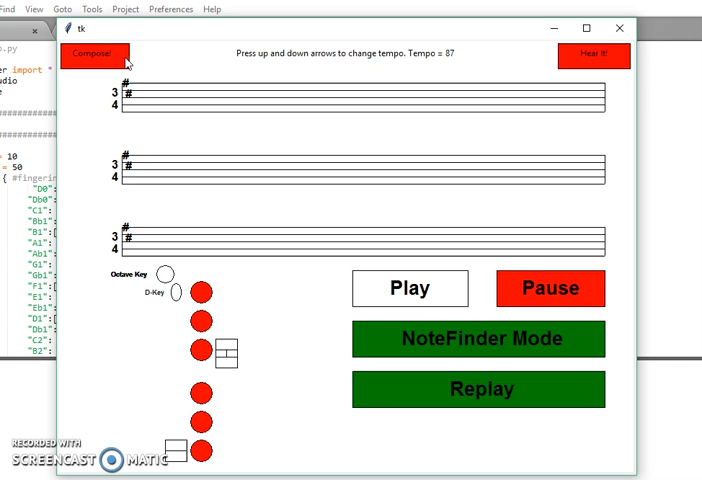 Find View Goto Tools Project Preferences Help
tk
Compose!
Press up and down arrows to change tempo. Tempo = 87
Hear It!
.py
er import *
udio
############
############
= 10
= 50
{ #fingerin
"D0":
"Db0":
"C1":
"Bb1":
"B1":[
"A1":
"Ab1":
"G1":
"Gb1":
"F1":[
"E1":
"Eb1":
"D1":[
"Db1":
"C2":
"B2":
#
3 #
4
#
3 #
4
#
3 #
4
Octave Key
D-Key
Play
Pause
NoteFinder Mode
Replay
RECORDED WITH
SCREENCAST MATIC